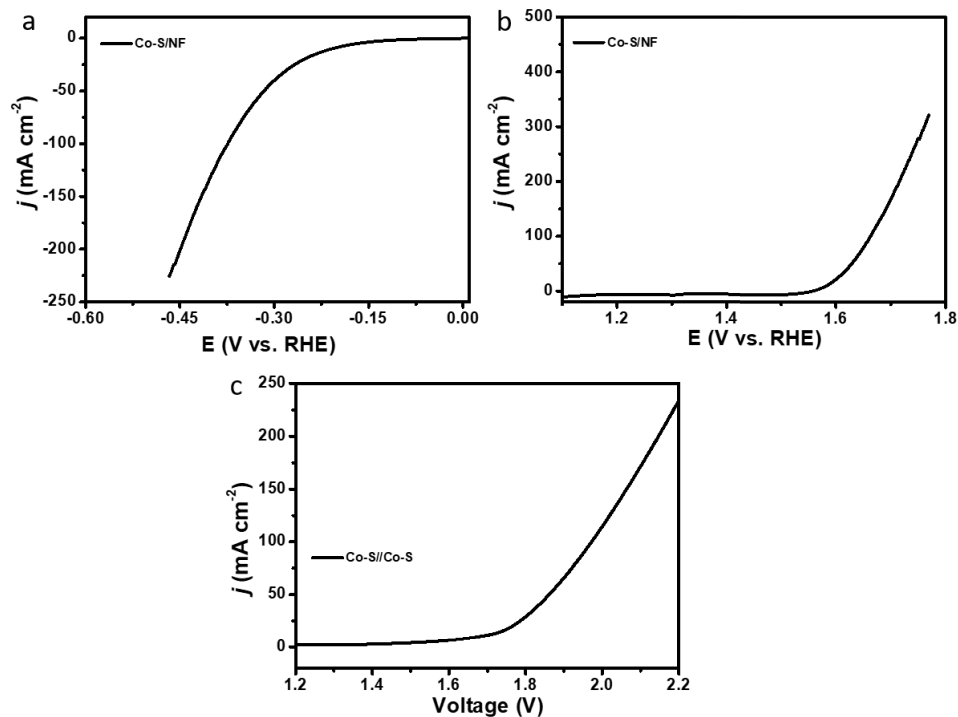 a
Co-S/NF
0
-50
-100
-150
-200
-250
j (mA cm⁻²)
-0.60 -0.45 -0.30 -0.15 0.00
E (V vs. RHE)
b
Co-S/NF
500
450
300
200
100
0
j (mA cm⁻²)
1.2 1.4 1.6 1.8
E (V vs. RHE)
c
Co-S//Co-S
250
200
150
100
50
0
j (mA cm⁻²)
1.2 1.4 1.6 1.8 2.0 2.2
Voltage (V)